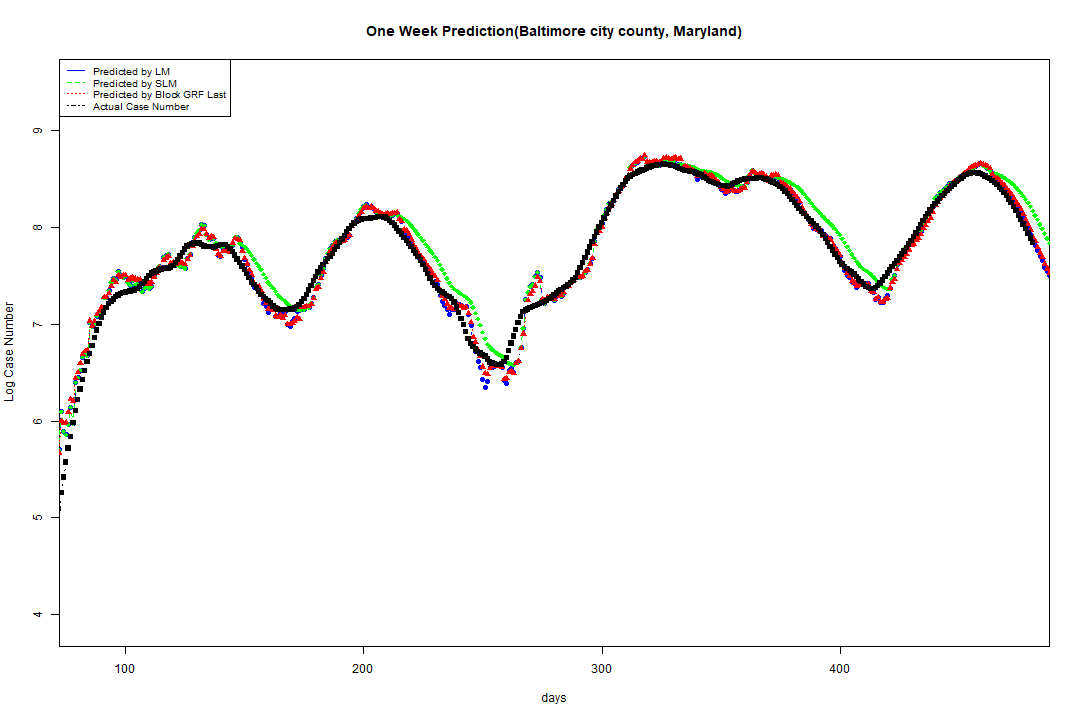 One Week Prediction(Baltimore city county, Maryland)
Predicted by LM
Predicted by SLM
Predicted by Block GRF Last
Actual Case Number
9
8
7
6
5
4
Log Case Number
100 200 300 400
days